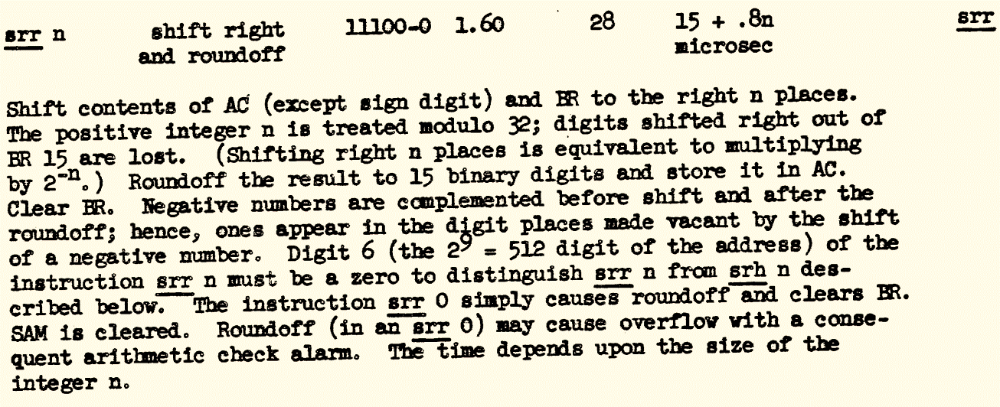 srr n shift right 11100-0 1.60 28 15 + .8n srr
and roundoff microsec
Shift contents of AC (except sign digit) and BR to the right n places.
The positive integer n is treated modulo 32; digits shifted right out of
BR 15 are lost. (Shifting right n places is equivalent to multiplying
by 2⁻ⁿ.) Roundoff the result to 15 binary digits and store it in AC.
Clear BR. Negative numbers are complemented before shift and after the
roundoff; hence, ones appear in the digit places made vacant by the shift
of a negative number. Digit 6 (the 2⁹ = 512 digit of the address) of the
instruction srr n must be a zero to distinguish srr n from srh n des-
cribed below. The instruction srr 0 simply causes roundoff and clears BR.
SAM is cleared. Roundoff (in an srr 0) may cause overflow with a conse-
quent arithmetic check alarm. The time depends upon the size of the
integer n.